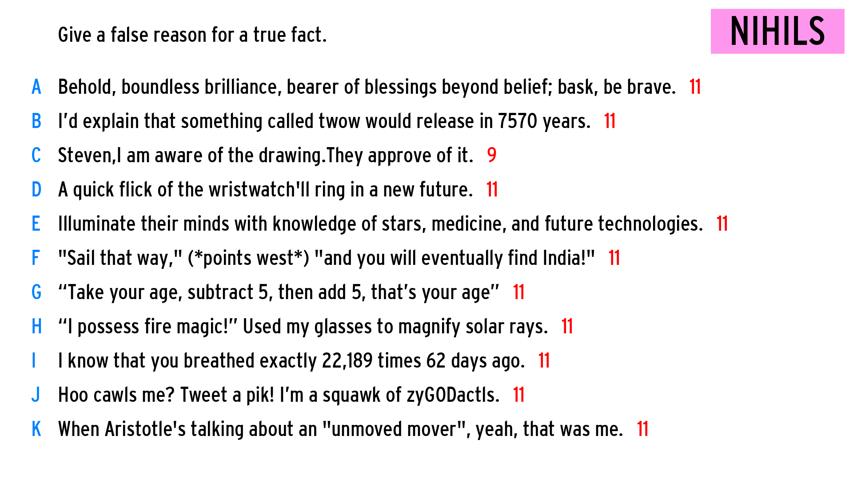 Give a false reason for a true fact.
NIHILS
A Behold, boundless brilliance, bearer of blessings beyond belief; bask, be brave. 11
B I'd explain that something called twow would release in 7570 years. 11
C Steven,I am aware of the drawing.They approve of it. 9
D A quick flick of the wristwatch'll ring in a new future. 11
E Illuminate their minds with knowledge of stars, medicine, and future technologies. 11
F "Sail that way," (*points west*) "and you will eventually find India!" 11
G “Take your age, subtract 5, then add 5, that’s your age” 11
H “I possess fire magic!” Used my glasses to magnify solar rays. 11
I I know that you breathed exactly 22,189 times 62 days ago. 11
J Hoo cawls me? Tweet a pik! I’m a squawk of zyGODactls. 11
K When Aristotle's talking about an "unmoved mover", yeah, that was me. 11